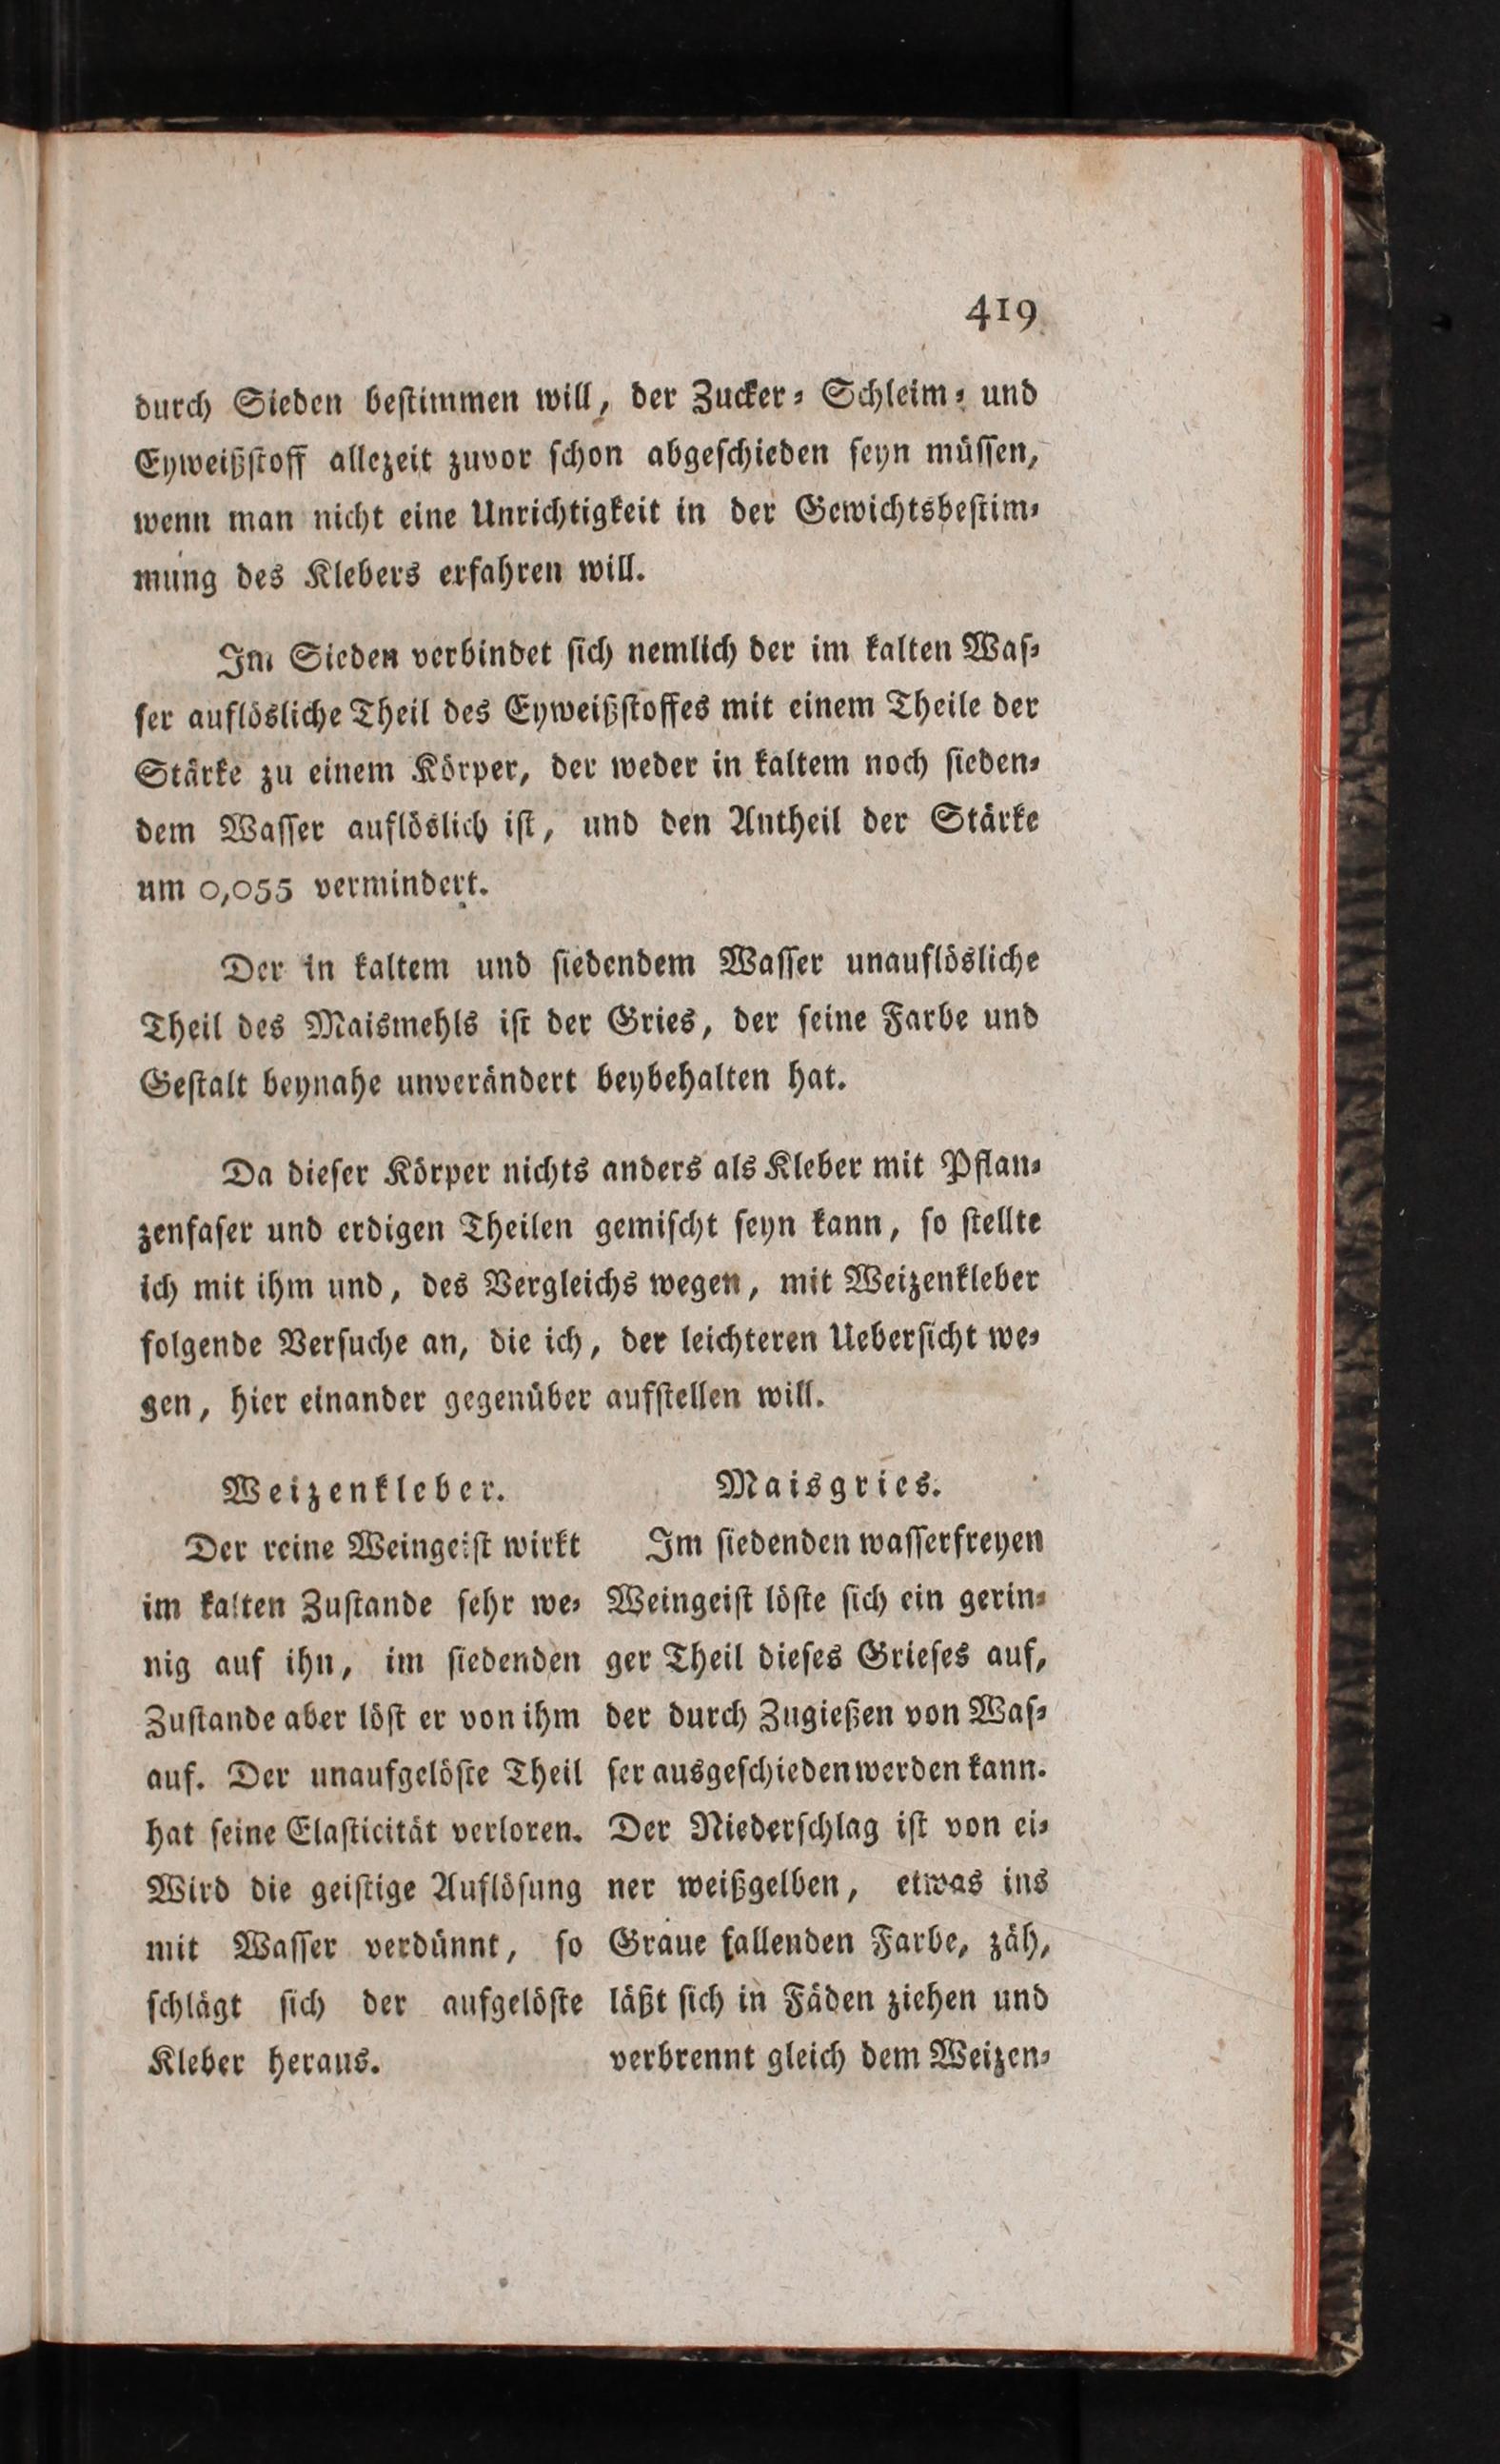 419
durch Sieden beſtimmen will, der Zucker⸗ Schleim⸗ und
Eyweißſtoff allezeit zuvor ſchon abgeſchieden ſeyn müſſen,
wenn man nicht eine Unrichtigkeit in der Gewichtsbeſtim⸗
mung des Klebers erfahren will.
Im Sieden verbindet ſich nemlich der im kalten Waſ⸗
ſer auflösliche Theil des Eyweißſtoffes mit einem Theile der
Stärke zu einem Körper, der weder in kaltem noch ſieden⸗
dem Waſſer auflöslich iſt, und den Antheil der Stärke
um 0,055 vermindert.
Der in kaltem und ſiedendem Waſſer unauflösliche
Theil des Maismehls iſt der Gries, der ſeine Farbe und
Geſtalt beynahe unverändert beybehalten hat.
Da dieſer Körper nichts anders als Kleber mit Pflan⸗
zenfaſer und erdigen Theilen gemiſcht ſeyn kann, ſo ſtellte
ich mit ihm und, des Vergleichs wegen, mit Weizenkleber
folgende Verſuche an, die ich, der leichteren Ueberſicht we⸗
gen, hier einander gegenüber aufſtellen will.
Weizenkleber.
Der reine Weingeiſt wirkt
im kalten Zuſtande ſehr we⸗
nig auf ihn, im ſiedenden
Zuſtande aber löſt er von ihm
auf. Der unaufgelöſte Theil
hat ſeine Elaſticität verloren.
Wird die geiſtige Auflöſung
mit Waſſer verdünnt, ſo
ſchlägt ſich der aufgelöſte
Kleber heraus.
Maisgries.
Im ſiedenden waſſerfreyen
Weingeiſt löſte ſich ein gerin⸗
ger Theil dieſes Grieſes auf,
der durch Zugießen von Waſ⸗
ſer ausgeſchieden werden kann.
Der Niederſchlag iſt von ei⸗
ner weißgelben, etwas ins
Graue fallenden Farbe, zäh,
läßt ſich in Fäden ziehen und
verbrennt gleich dem Weizen⸗